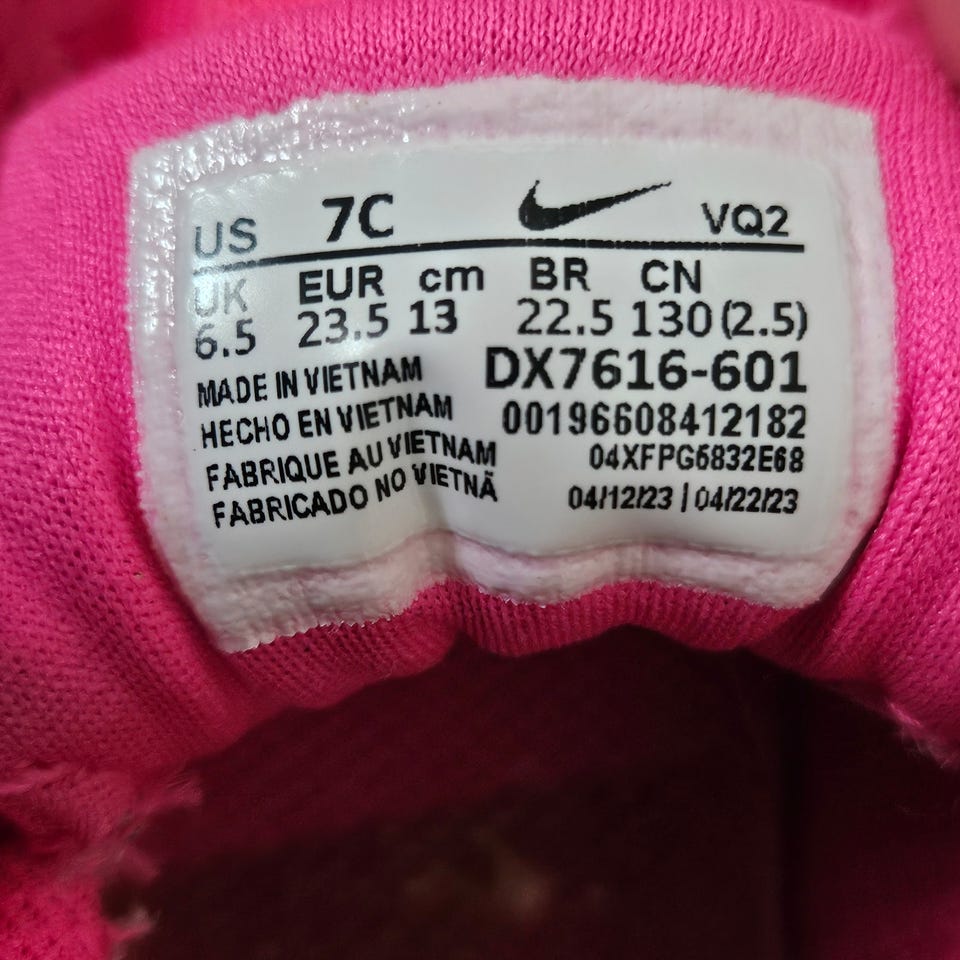 US 7C VQ2
UK EUR cm BR CN
6.5 23.5 13 22.5 130 (2.5)
MADE IN VIETNAM
HECHO EN VIETNAM
FABRIQUE AU VIETNAM
FABRICADO NO VIETNÃ
DX7616-601
00196608412182
04XFPG6832E68
04/12/23 | 04/22/23